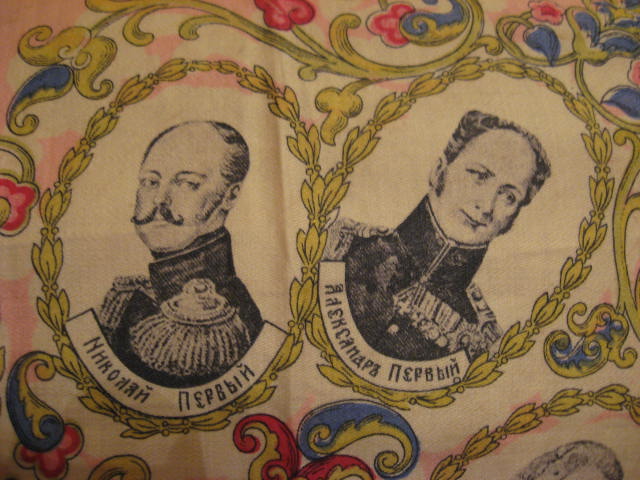 Николай Первый
Александръ Первый